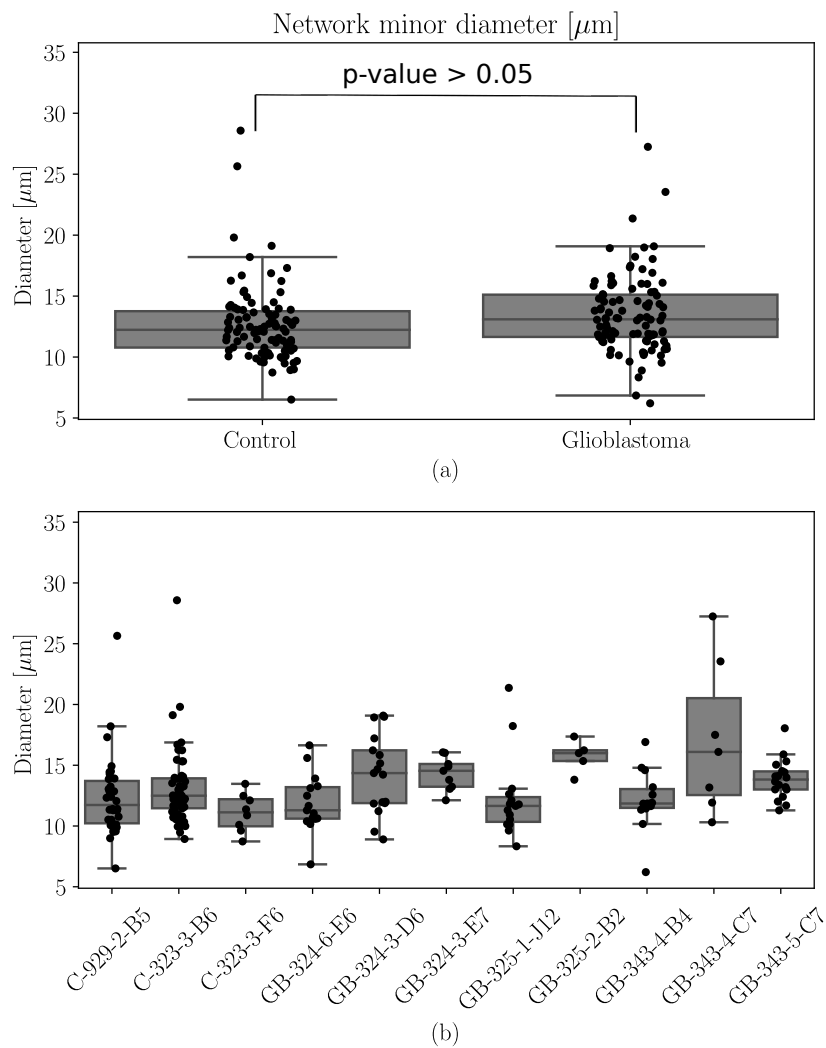 Network minor diameter [μm]
p-value > 0.05
Diameter [μm]
35
30
25
20
15
10
5
Control Glioblastoma
(a)
Diameter [μm]
35
30
25
20
15
10
5
C-929-2-B5 C-323-3-B6 C-323-3-F6 GB-324-6-E6 GB-324-3-D6 GB-324-3-E7 GB-325-1-J12 GB-325-2-B2 GB-343-4-B4 GB-343-4-C7 GB-343-5-C7
(b)